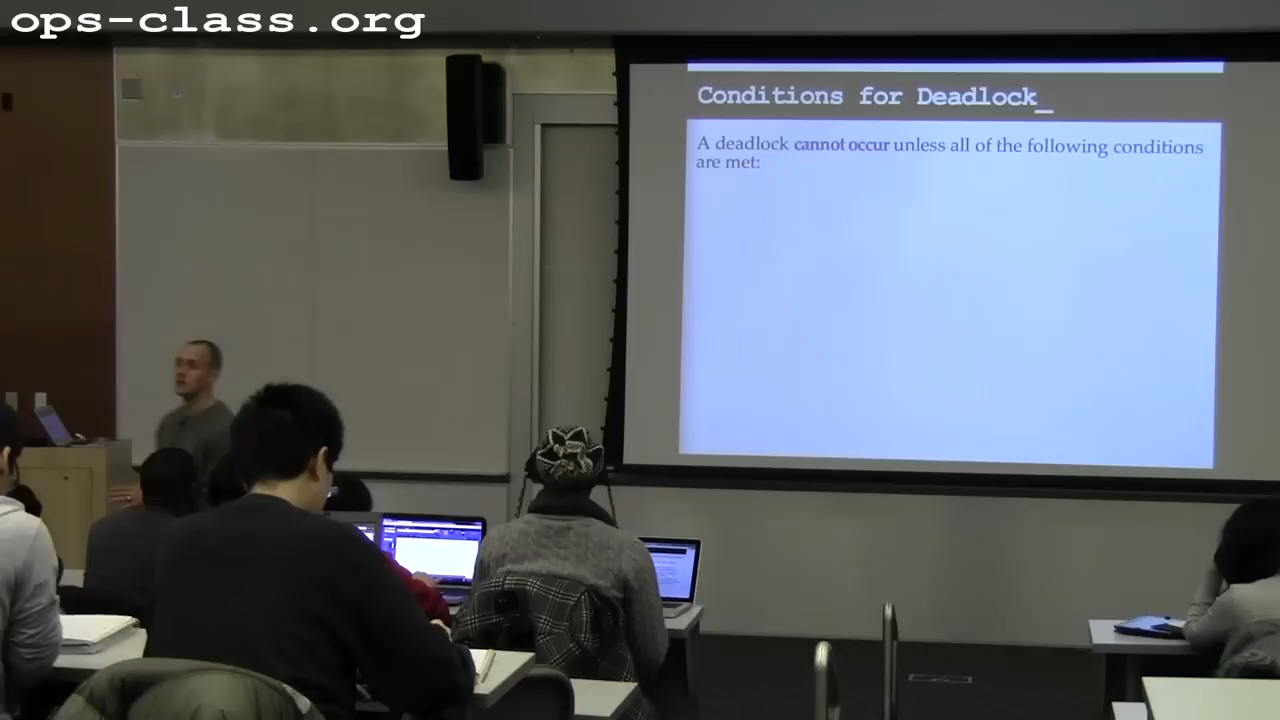 ops-class.org
Conditions for Deadlock_
A deadlock cannot occur unless all of the following conditions
are met: